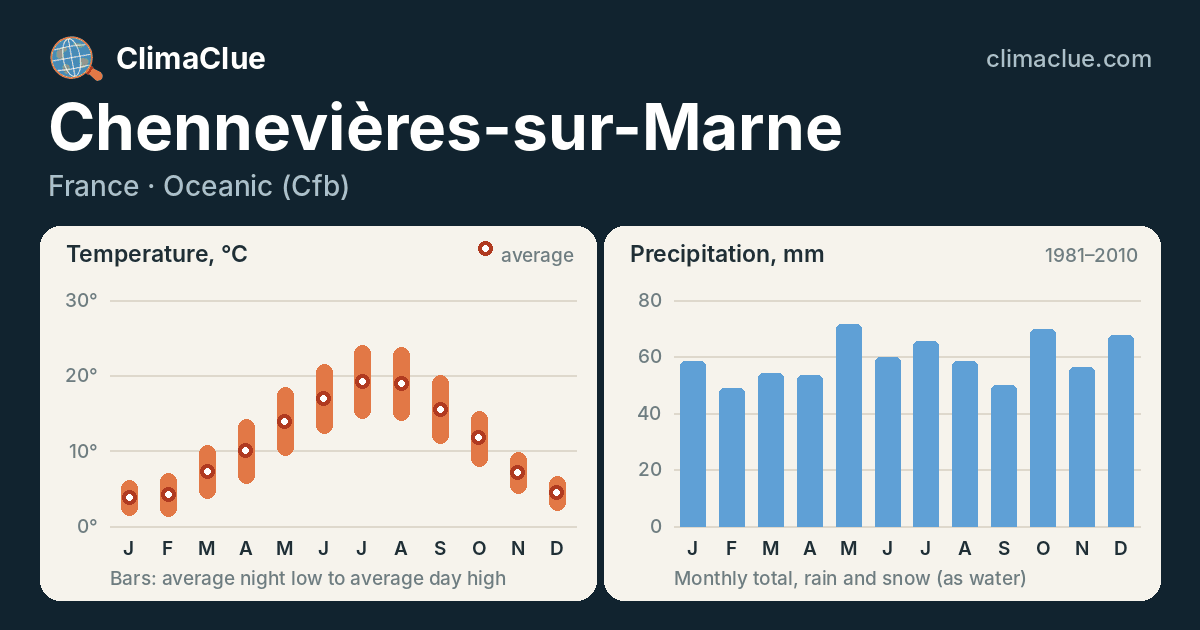 ClimaClue
climaclue.com
Chennevières-sur-Marne
France · Oceanic (Cfb)
Temperature, °C
average
30°
20°
10°
0°
J F M A M J J A S O N D
Bars: average night low to average day high
Precipitation, mm
1981–2010
80
60
40
20
0
J F M A M J J A S O N D
Monthly total, rain and snow (as water)